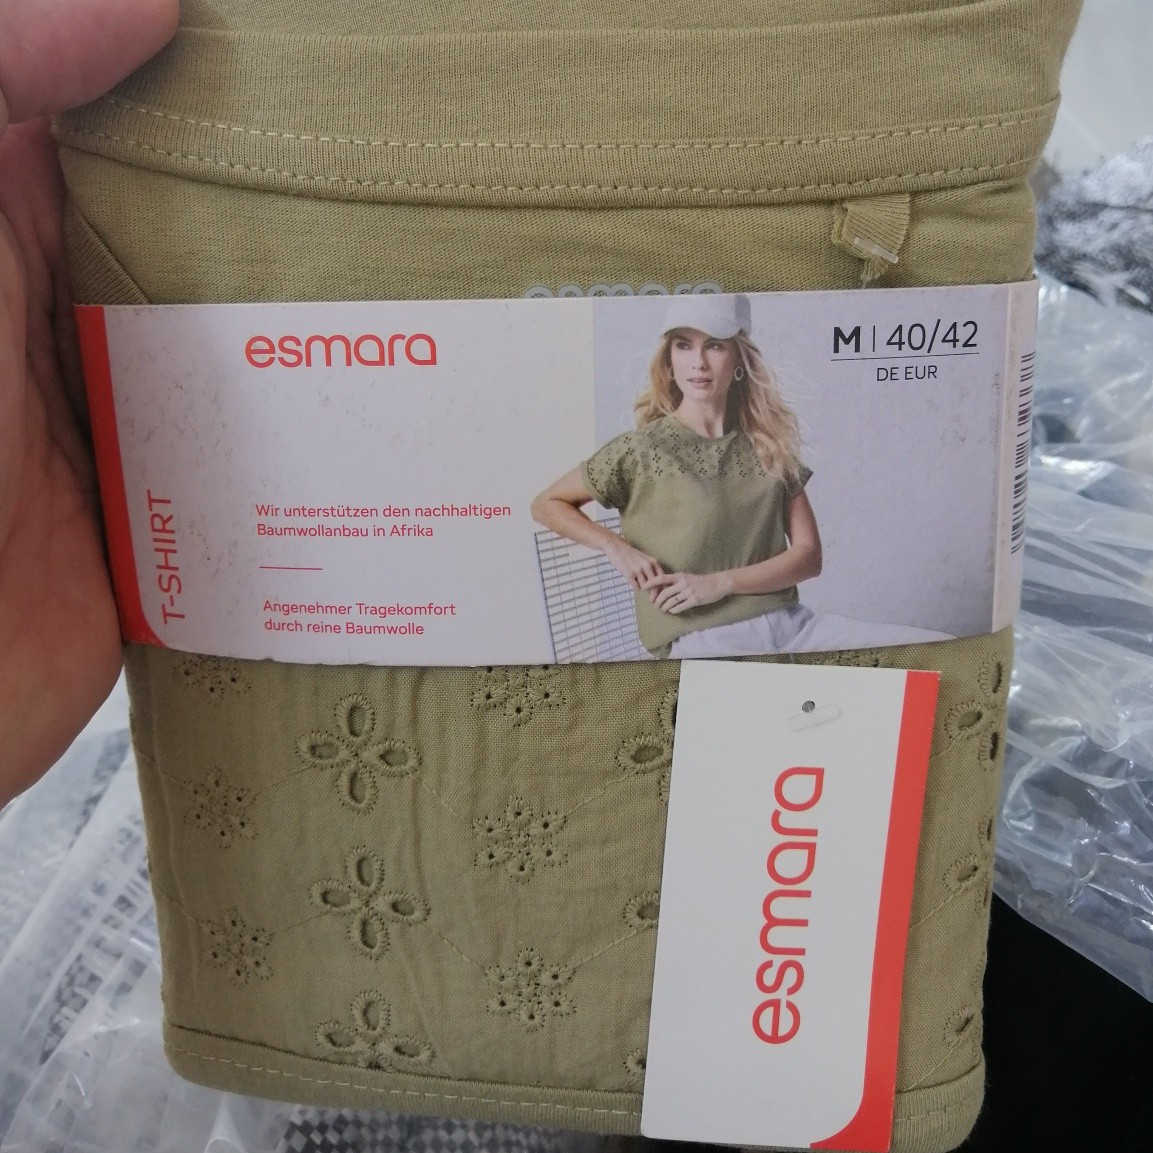 esmara
M | 40/42
DE EUR
T-SHIRT
Wir unterstützen den nachhaltigen
Baumwollanbau in Afrika
Angenehmer Tragekomfort
durch reine Baumwolle
esmara